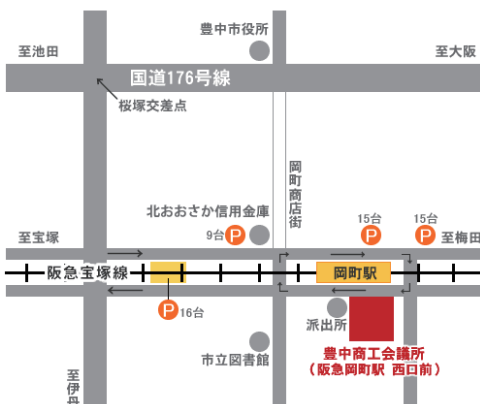 豊中市役所
至池田
至大阪
国道176号線
桜塚交差点
岡町商店街
北おおさか信用金庫
9台 P
15台
P
15台
P
至宝塚
至梅田
阪急宝塚線
岡町駅
P 16台
派出所
市立図書館
豊中商工会議所
(阪急岡町駅 西口前)
至伊丹